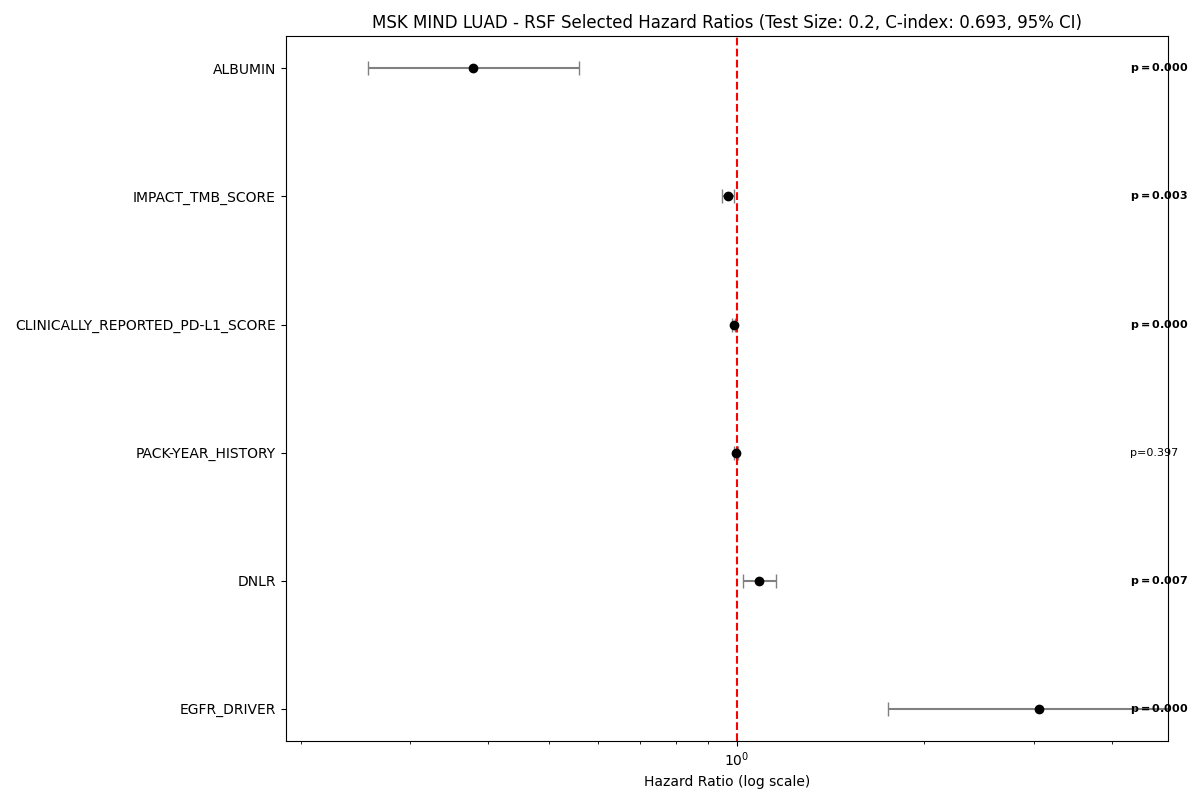 MSK MIND LUAD - RSF Selected Hazard Ratios (Test Size: 0.2, C-index: 0.693, 95% CI)
ALBUMIN
p=0.000
IMPACT_TMB_SCORE
p=0.003
CLINICALLY_REPORTED_PD-L1_SCORE
p=0.000
PACK-YEAR_HISTORY
p=0.397
DNLR
p=0.007
EGFR_DRIVER
p=0.000
10⁰
Hazard Ratio (log scale)